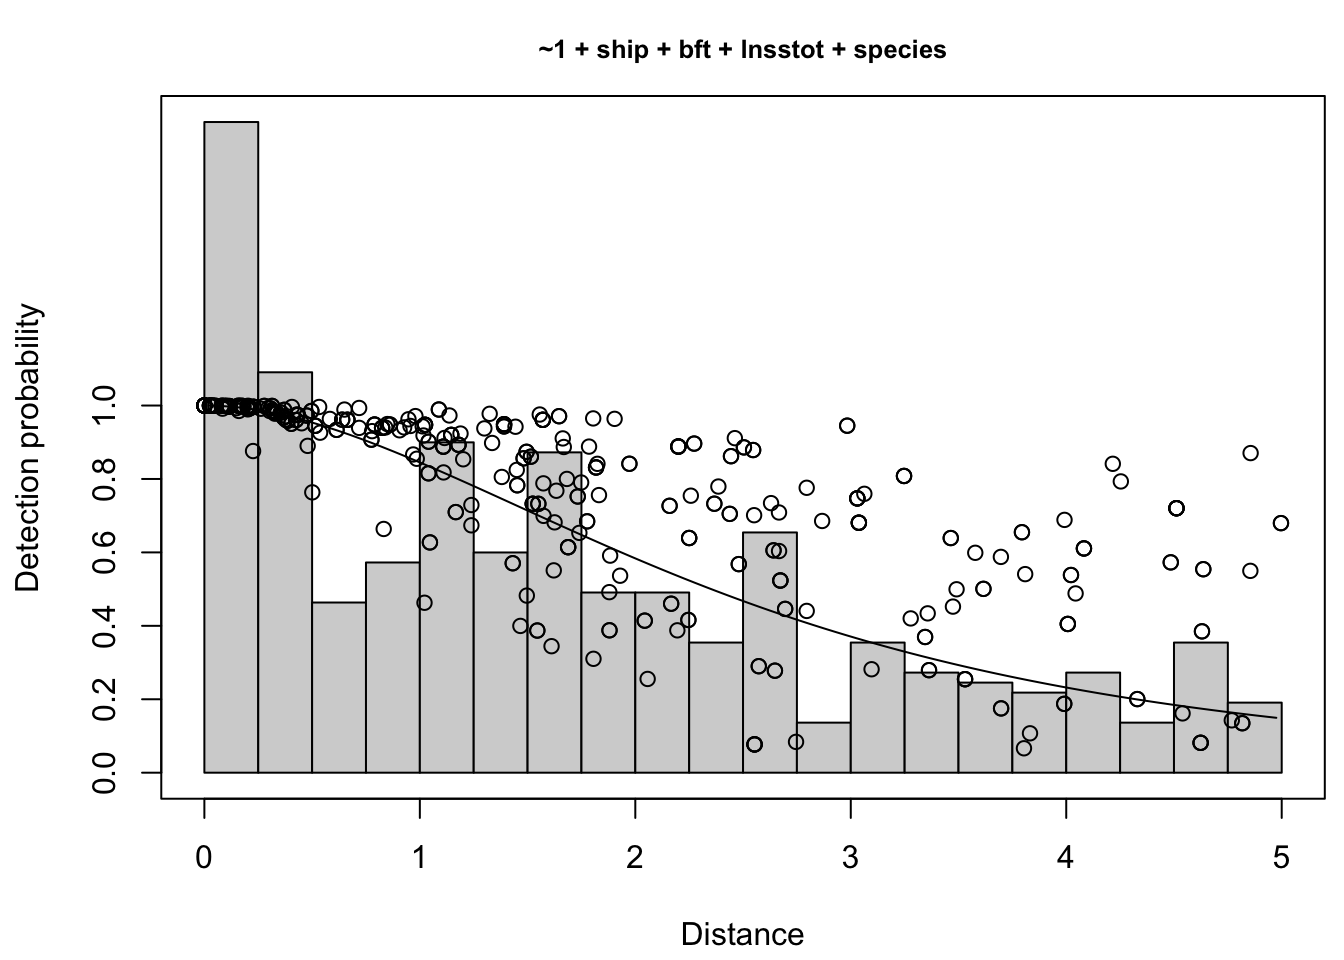 ~1 + ship + bft + lnsstot + species
Detection probability
1.0
0.8
0.6
0.4
0.2
0.0
0 1 2 3 4 5
Distance